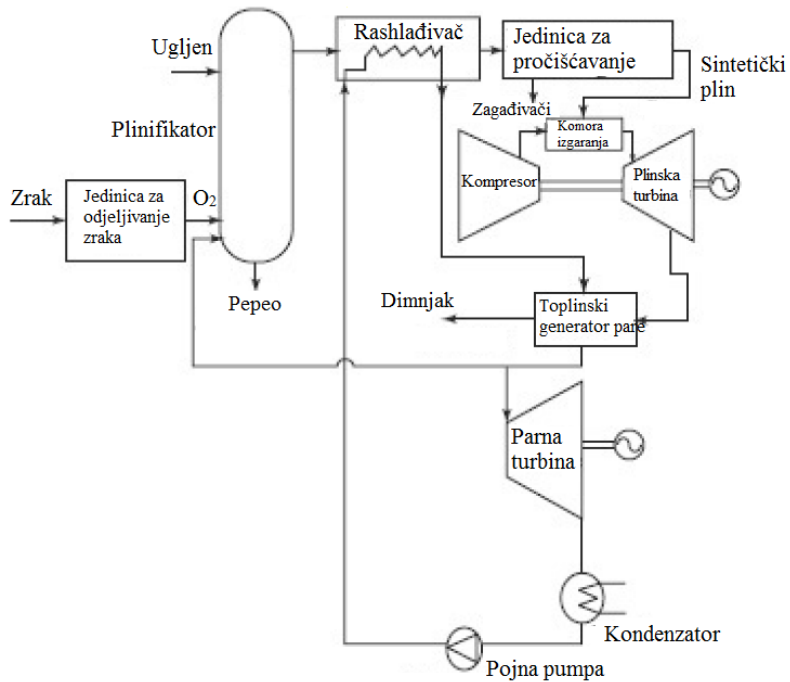 Ugljen
Rashlađivač
Jedinica za
pročišćavanje
Sintetički
plin
Plinifikator
Zagađivači
Komora
izgaranja
Kompresor
Plinska
turbina
Zrak
Jedinica za
odjeljivanje
zraka
O₂
Pepeo
Dimnjak
Toplinski
generator pare
Parna
turbina
Kondenzator
Pojna pumpa